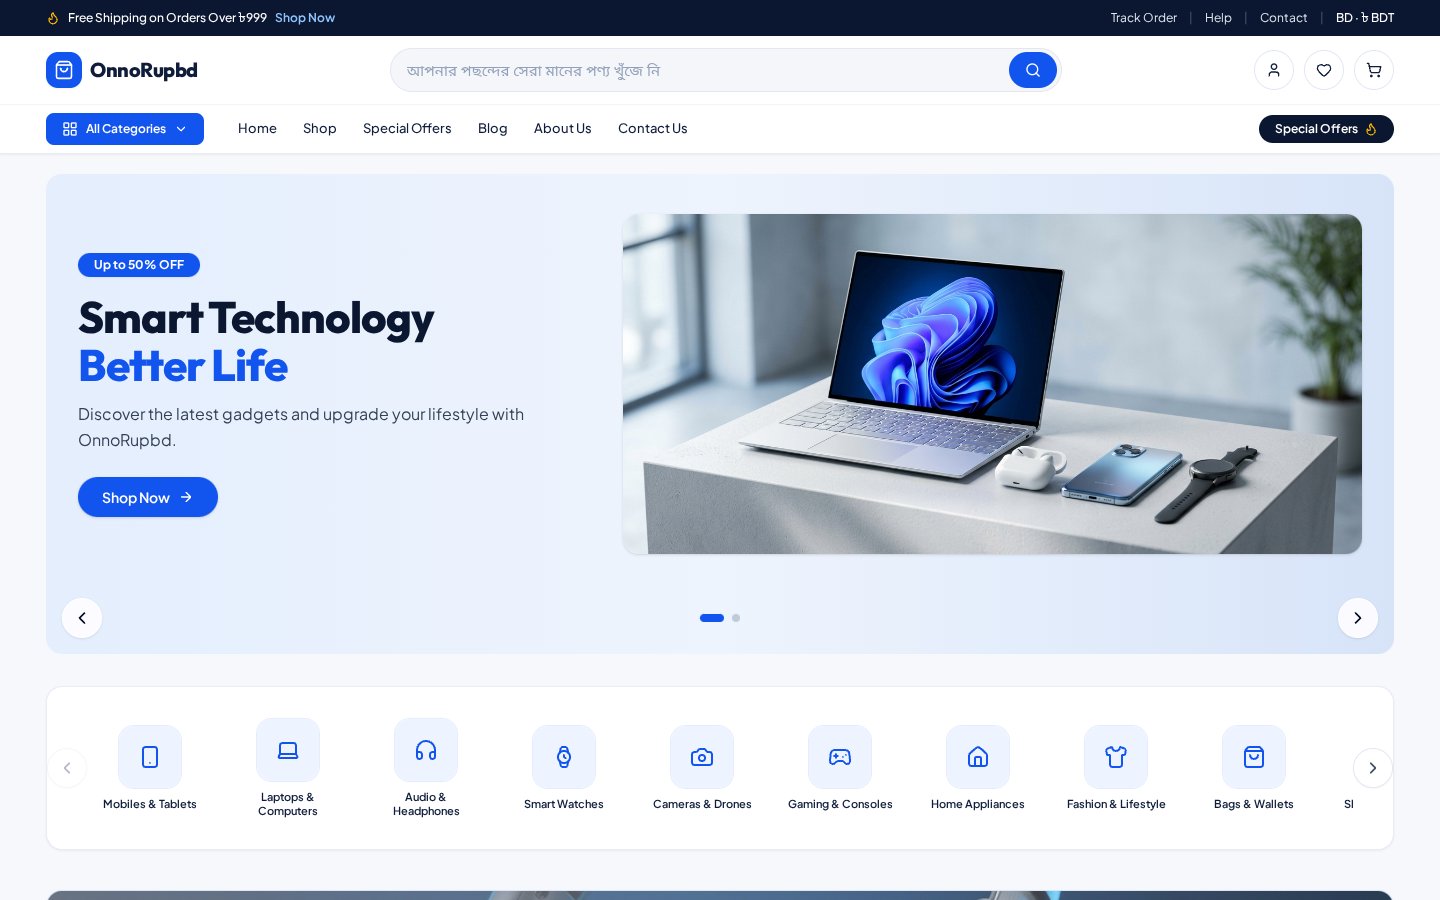 Free Shipping on Orders Over ৳999 Shop Now
Track Order | Help | Contact | BD · ৳ BDT
OnnoRupbd
আপনার পছন্দের সেরা মানের পণ্য খুঁজে নি
All Categories
Home
Shop
Special Offers
Blog
About Us
Contact Us
Special Offers
Up to 50% OFF
Smart Technology
Better Life
Discover the latest gadgets and upgrade your lifestyle with
OnnoRupbd.
Shop Now
Mobiles & Tablets
Laptops &
Computers
Audio &
Headphones
Smart Watches
Cameras & Drones
Gaming & Consoles
Home Appliances
Fashion & Lifestyle
Bags & Wallets